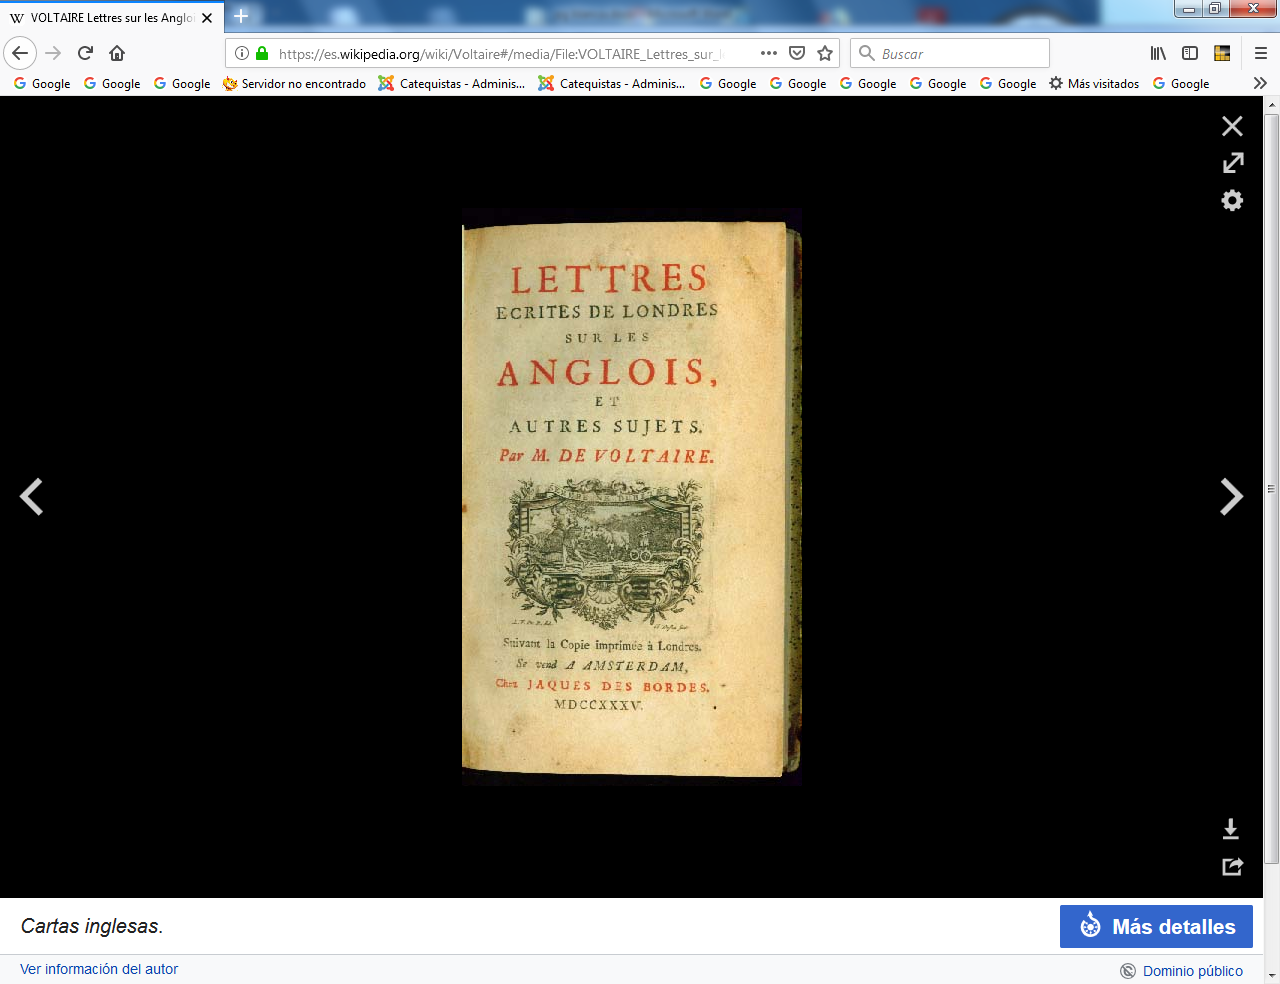 VOLTAIRE Lettres sur les Angloi
https://es.wikipedia.org/wiki/Voltaire#/media/File:VOLTAIRE_Lettres_sur_l
Buscar
Google
Google
Google
Servidor no encontrado
Catequistas - Adminis...
Catequistas - Adminis...
Google
Google
Google
Google
Google
Más visitados
Google
LETTRES
ECRITES DE LONDRES
SUR LES
ANGLOIS,
ET
AUTRES SUJETS.
Par M. DE VOLTAIRE.
Suivant la Copie imprimée à Londres.
Se vend A AMSTERDAM,
Chez JAQUES DES BORDES.
MDCCXXXV.
Cartas inglesas.
Más detalles
Ver información del autor
Dominio público